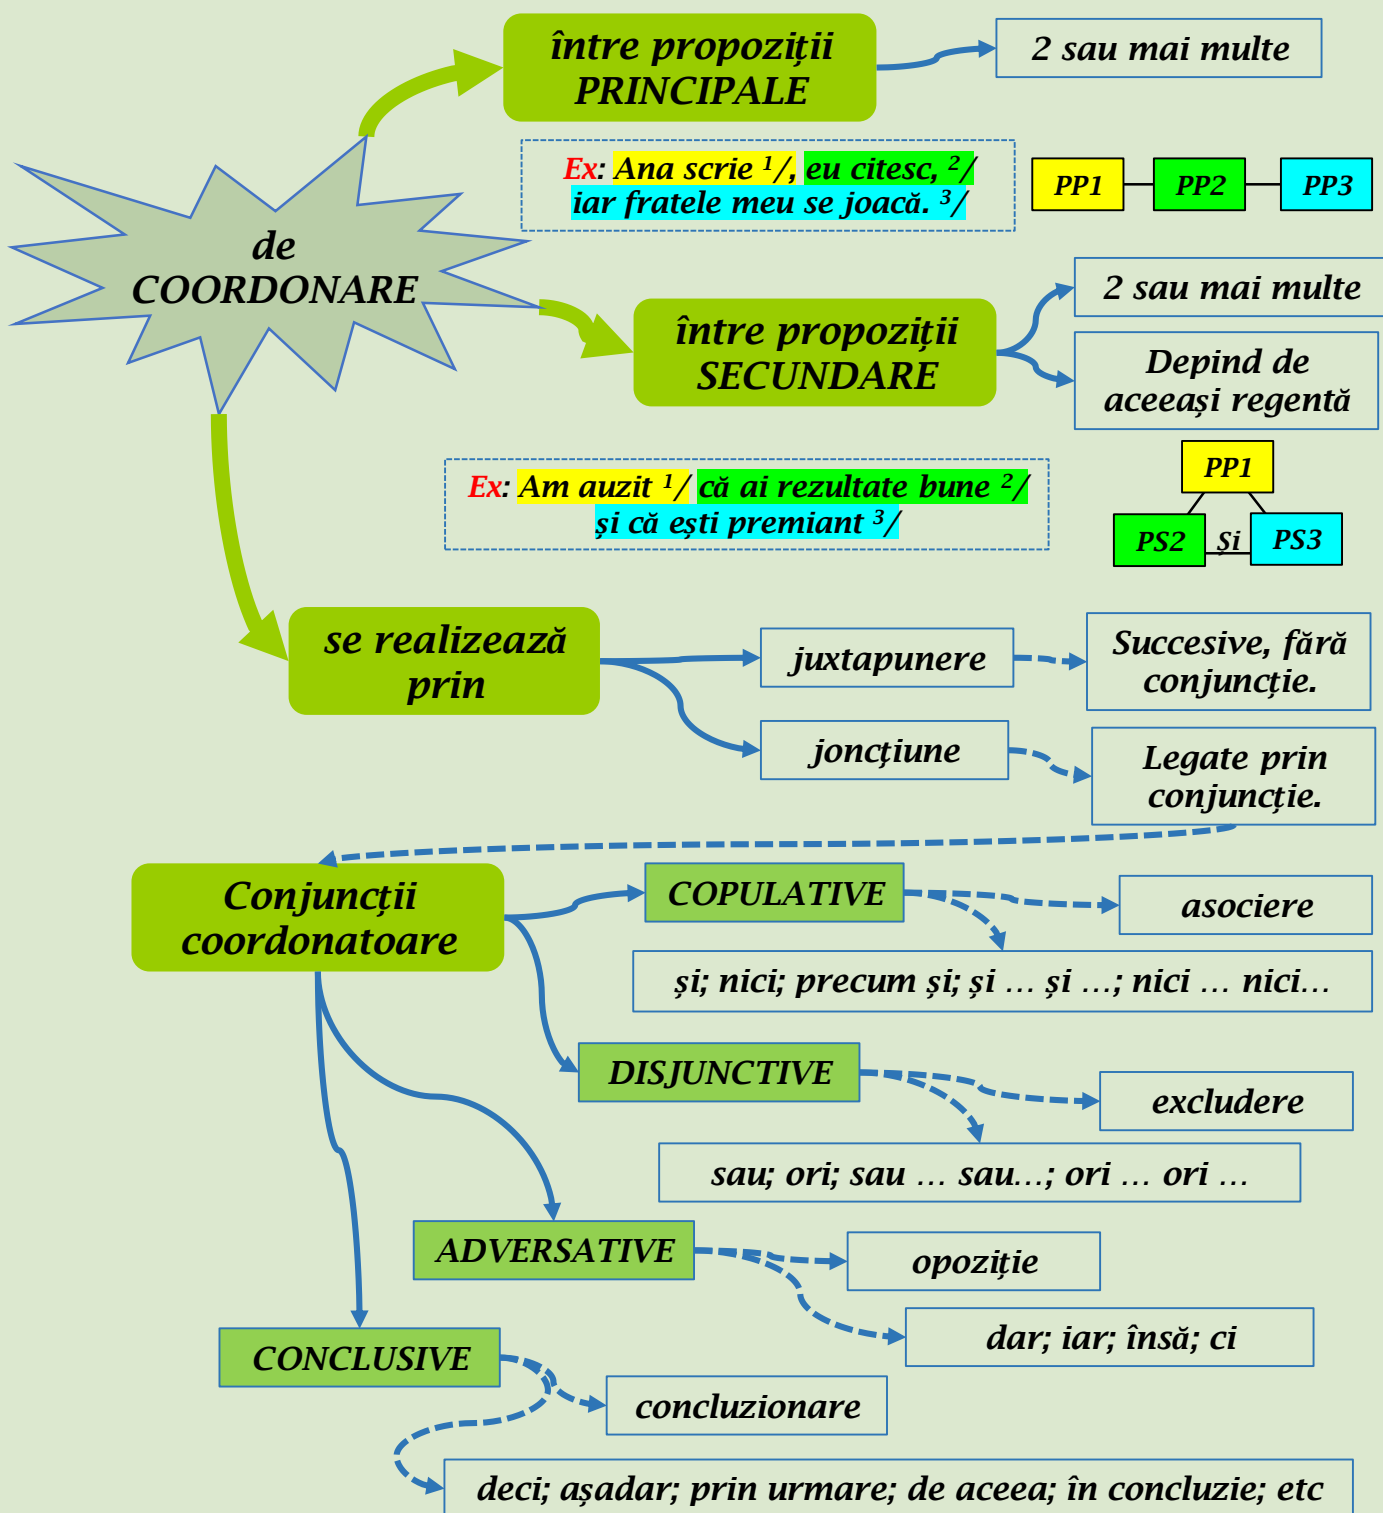 între propoziții
PRINCIPALE
2 sau mai multe
Ex: Ana scrie ¹/, eu citesc, ²/
iar fratele meu se joacă. ³/
PP1
PP2
PP3
de
COORDONARE
2 sau mai multe
între propoziții
SECUNDARE
Depind de
aceeași regentă
Ex: Am auzit ¹/ că ai rezultate bune ²/
și că ești premiant ³/
PP1
PS2
Și
PS3
se realizează
prin
juxtapunere
Succesive, fără
conjuncție.
joncțiune
Legate prin
conjuncție.
Conjuncții
coordonatoare
COPULATIVE
asociere
și; nici; precum și; și … și …; nici … nici…
DISJUNCTIVE
excludere
sau; ori; sau … sau…; ori … ori …
ADVERSATIVE
opoziție
dar; iar; însă; ci
CONCLUSIVE
concluzionare
deci; așadar; prin urmare; de aceea; în concluzie; etc